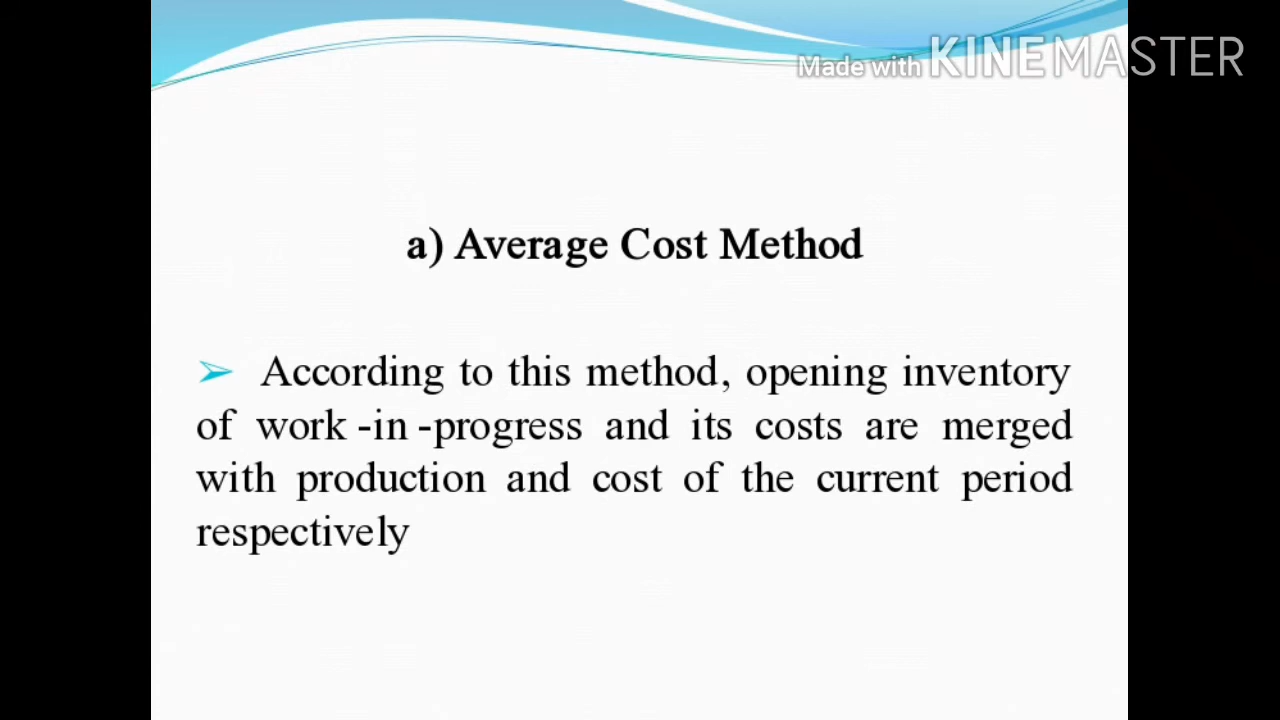 Made with KINEMASTER
a) Average Cost Method
➢ According to this method, opening inventory
of work -in -progress and its costs are merged
with production and cost of the current period
respectively